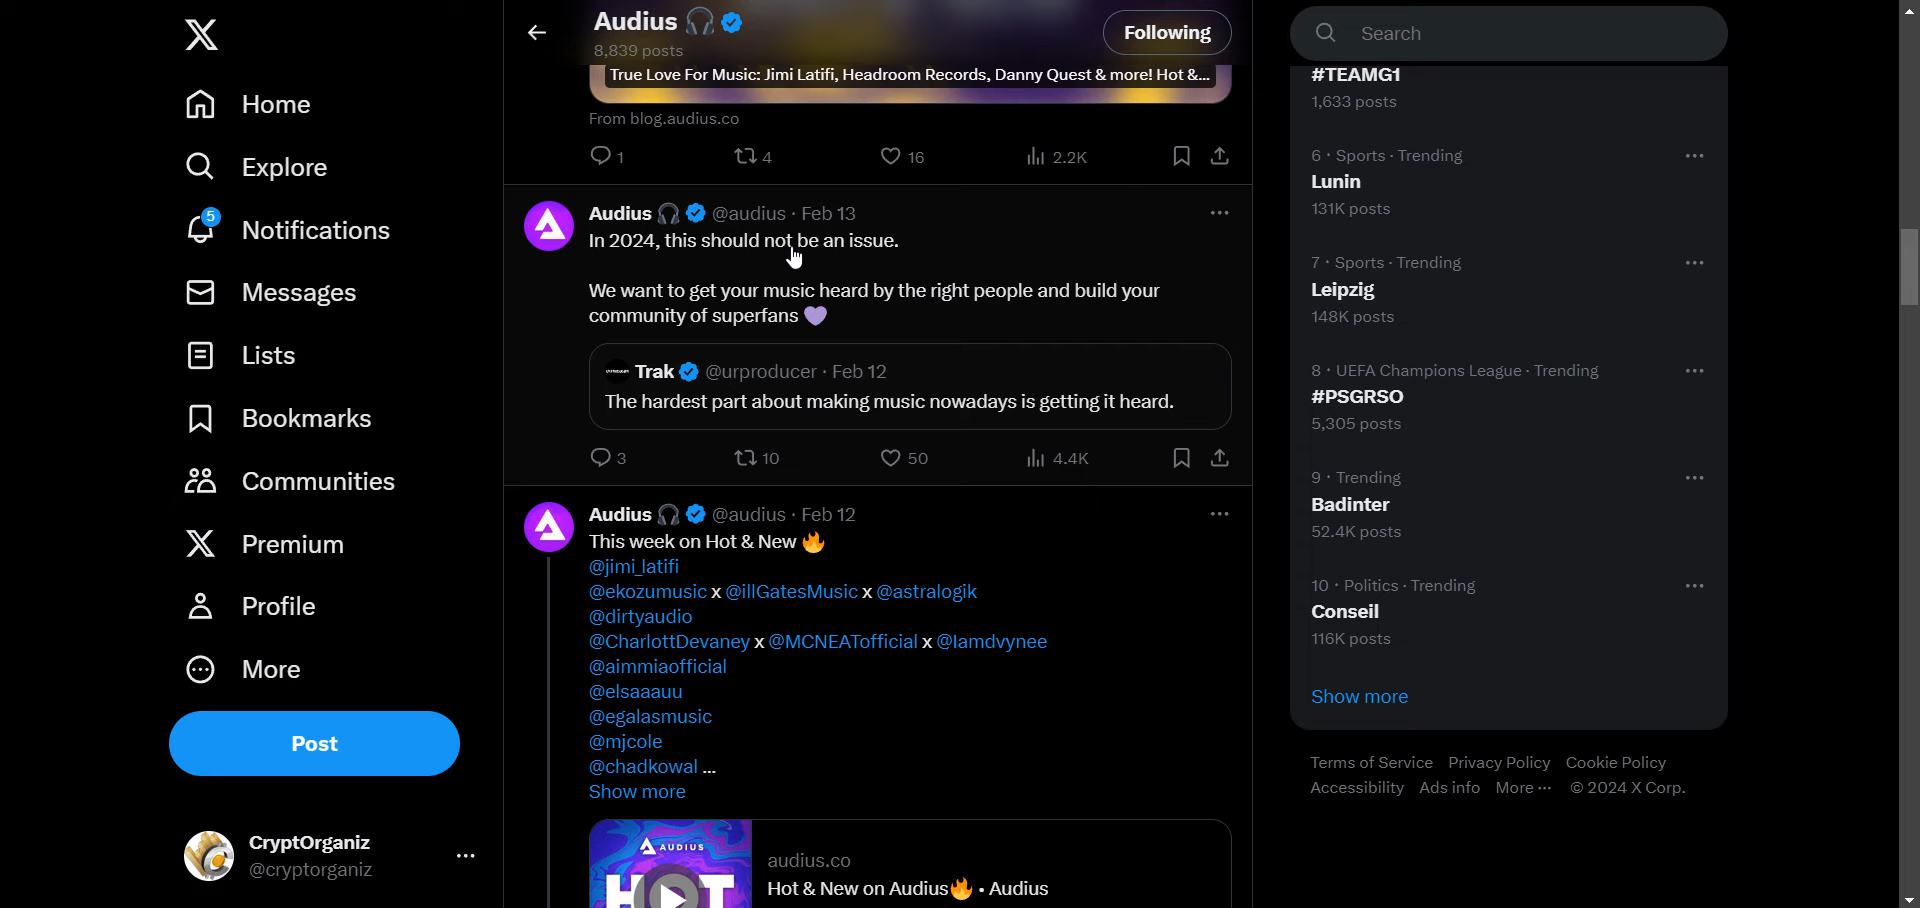 Home
Explore
5
Notifications
Messages
Lists
Bookmarks
Communities
Premium
Profile
More
Post
CryptOrganiz
@cryptorganiz
Audius 🎧
8,839 posts
Following
True Love For Music: Jimi Latifi, Headroom Records, Danny Quest & more! Hot &...
From blog.audius.co
1 4 16 2.2K
Audius 🎧 @audius · Feb 13
In 2024, this should not be an issue.
We want to get your music heard by the right people and build your
community of superfans 💜
Trak @urproducer · Feb 12
The hardest part about making music nowadays is getting it heard.
3 10 50 4.4K
Audius 🎧 @audius · Feb 12
This week on Hot & New 🔥
@jimi_latifi
@ekozumusic x @illGatesMusic x @astralogik
@dirtyaudio
@CharlottDevaney x @MCNEATofficial x @Iamdvynee
@aimmiaofficial
@elsaaauu
@egalasmusic
@mjcole
@chadkowal ...
Show more
AUDIUS
HOT
audius.co
Hot & New on Audius🔥 • Audius
Search
#TEAMG1
1,633 posts
6 · Sports · Trending
Lunin
131K posts
7 · Sports · Trending
Leipzig
148K posts
8 · UEFA Champions League · Trending
#PSGRSO
5,305 posts
9 · Trending
Badinter
52.4K posts
10 · Politics · Trending
Conseil
116K posts
Show more
Terms of Service Privacy Policy Cookie Policy
Accessibility Ads info More ··· © 2024 X Corp.